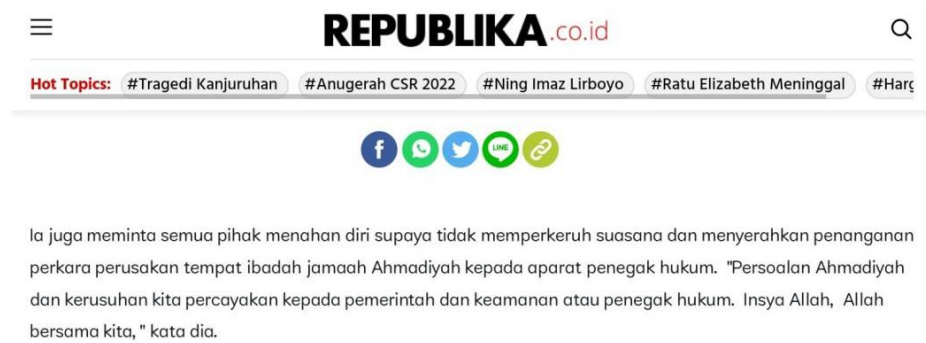 REPUBLIKA.co.id
Hot Topics: #Tragedi Kanjuruhan #Anugerah CSR 2022 #Ning Imaz Lirboyo #Ratu Elizabeth Meninggal #Harg
f LINE
Ia juga meminta semua pihak menahan diri supaya tidak memperkeruh suasana dan menyerahkan penanganan
perkara perusakan tempat ibadah jamaah Ahmadiyah kepada aparat penegak hukum. "Persoalan Ahmadiyah
dan kerusuhan kita percayakan kepada pemerintah dan keamanan atau penegak hukum. Insya Allah, Allah
bersama kita, " kata dia.